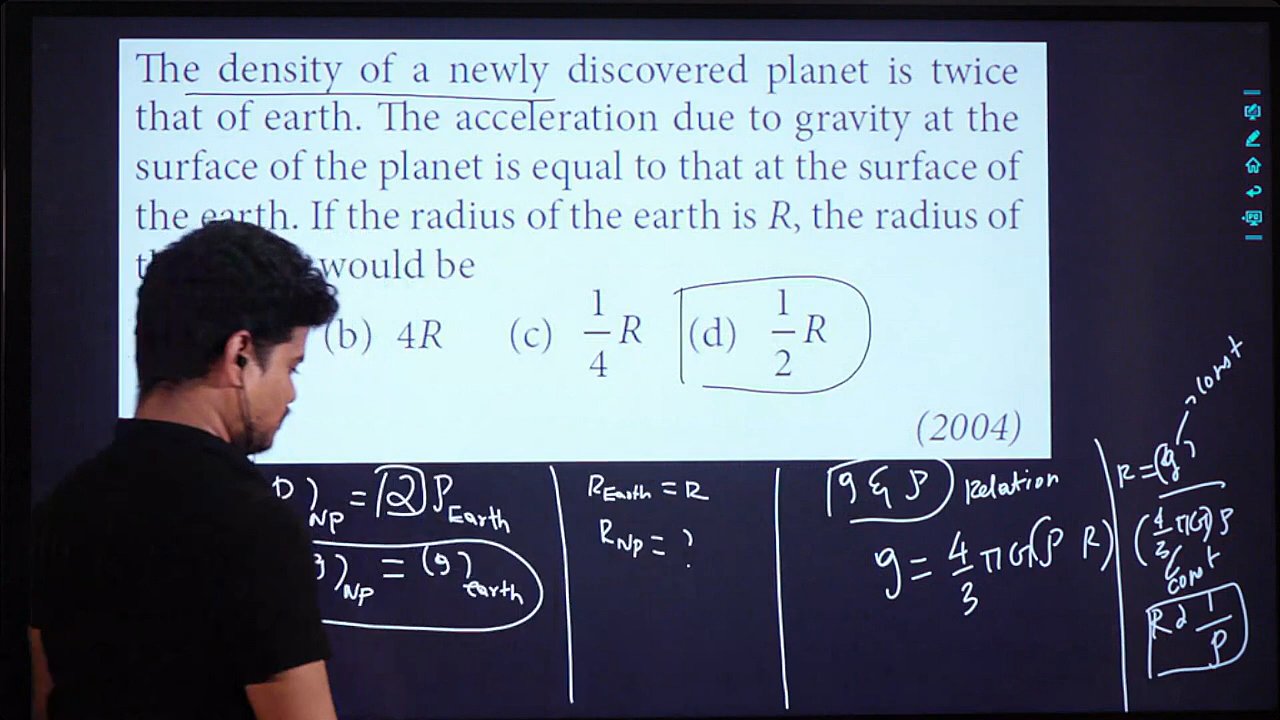 The density of a newly discovered planet is twice
that of earth. The acceleration due to gravity at the
surface of the planet is equal to that at the surface of
the earth. If the radius of the earth is R, the radius of
would be
(b) 4R (c) 1/4 R (d) 1/2 R
(2004)
)NP = 2 ρEarth
)NP = (g)earth
REarth = R
RNP = ?
g & ρ Relation
g = 4/3 πG(ρ R)
const
R = (g)
(4/3 πG) ρ
const
R α 1/ρ